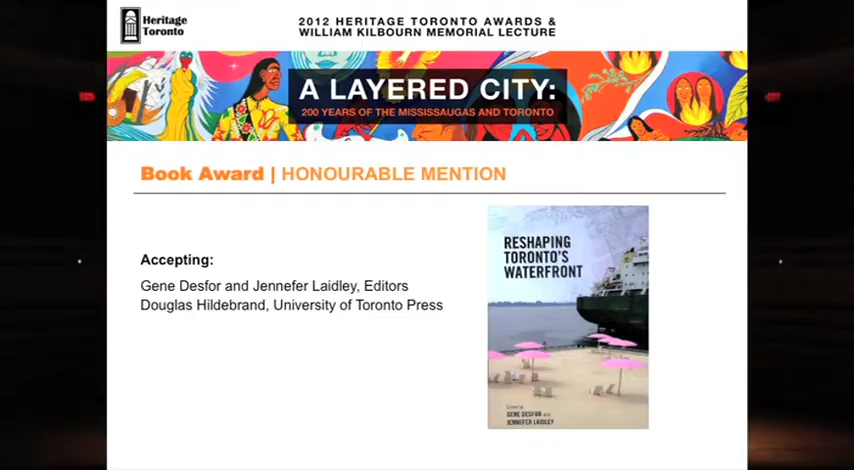 Heritage
Toronto
2012 HERITAGE TORONTO AWARDS &
WILLIAM KILBOURN MEMORIAL LECTURE
A LAYERED CITY:
200 YEARS OF THE MISSISSAUGAS AND TORONTO
Book Award | HONOURABLE MENTION
Accepting:
Gene Desfor and Jennefer Laidley, Editors
Douglas Hildebrand, University of Toronto Press
RESHAPING
TORONTO'S
WATERFRONT
Edited by
GENE DESFOR and
JENNEFER LAIDLEY